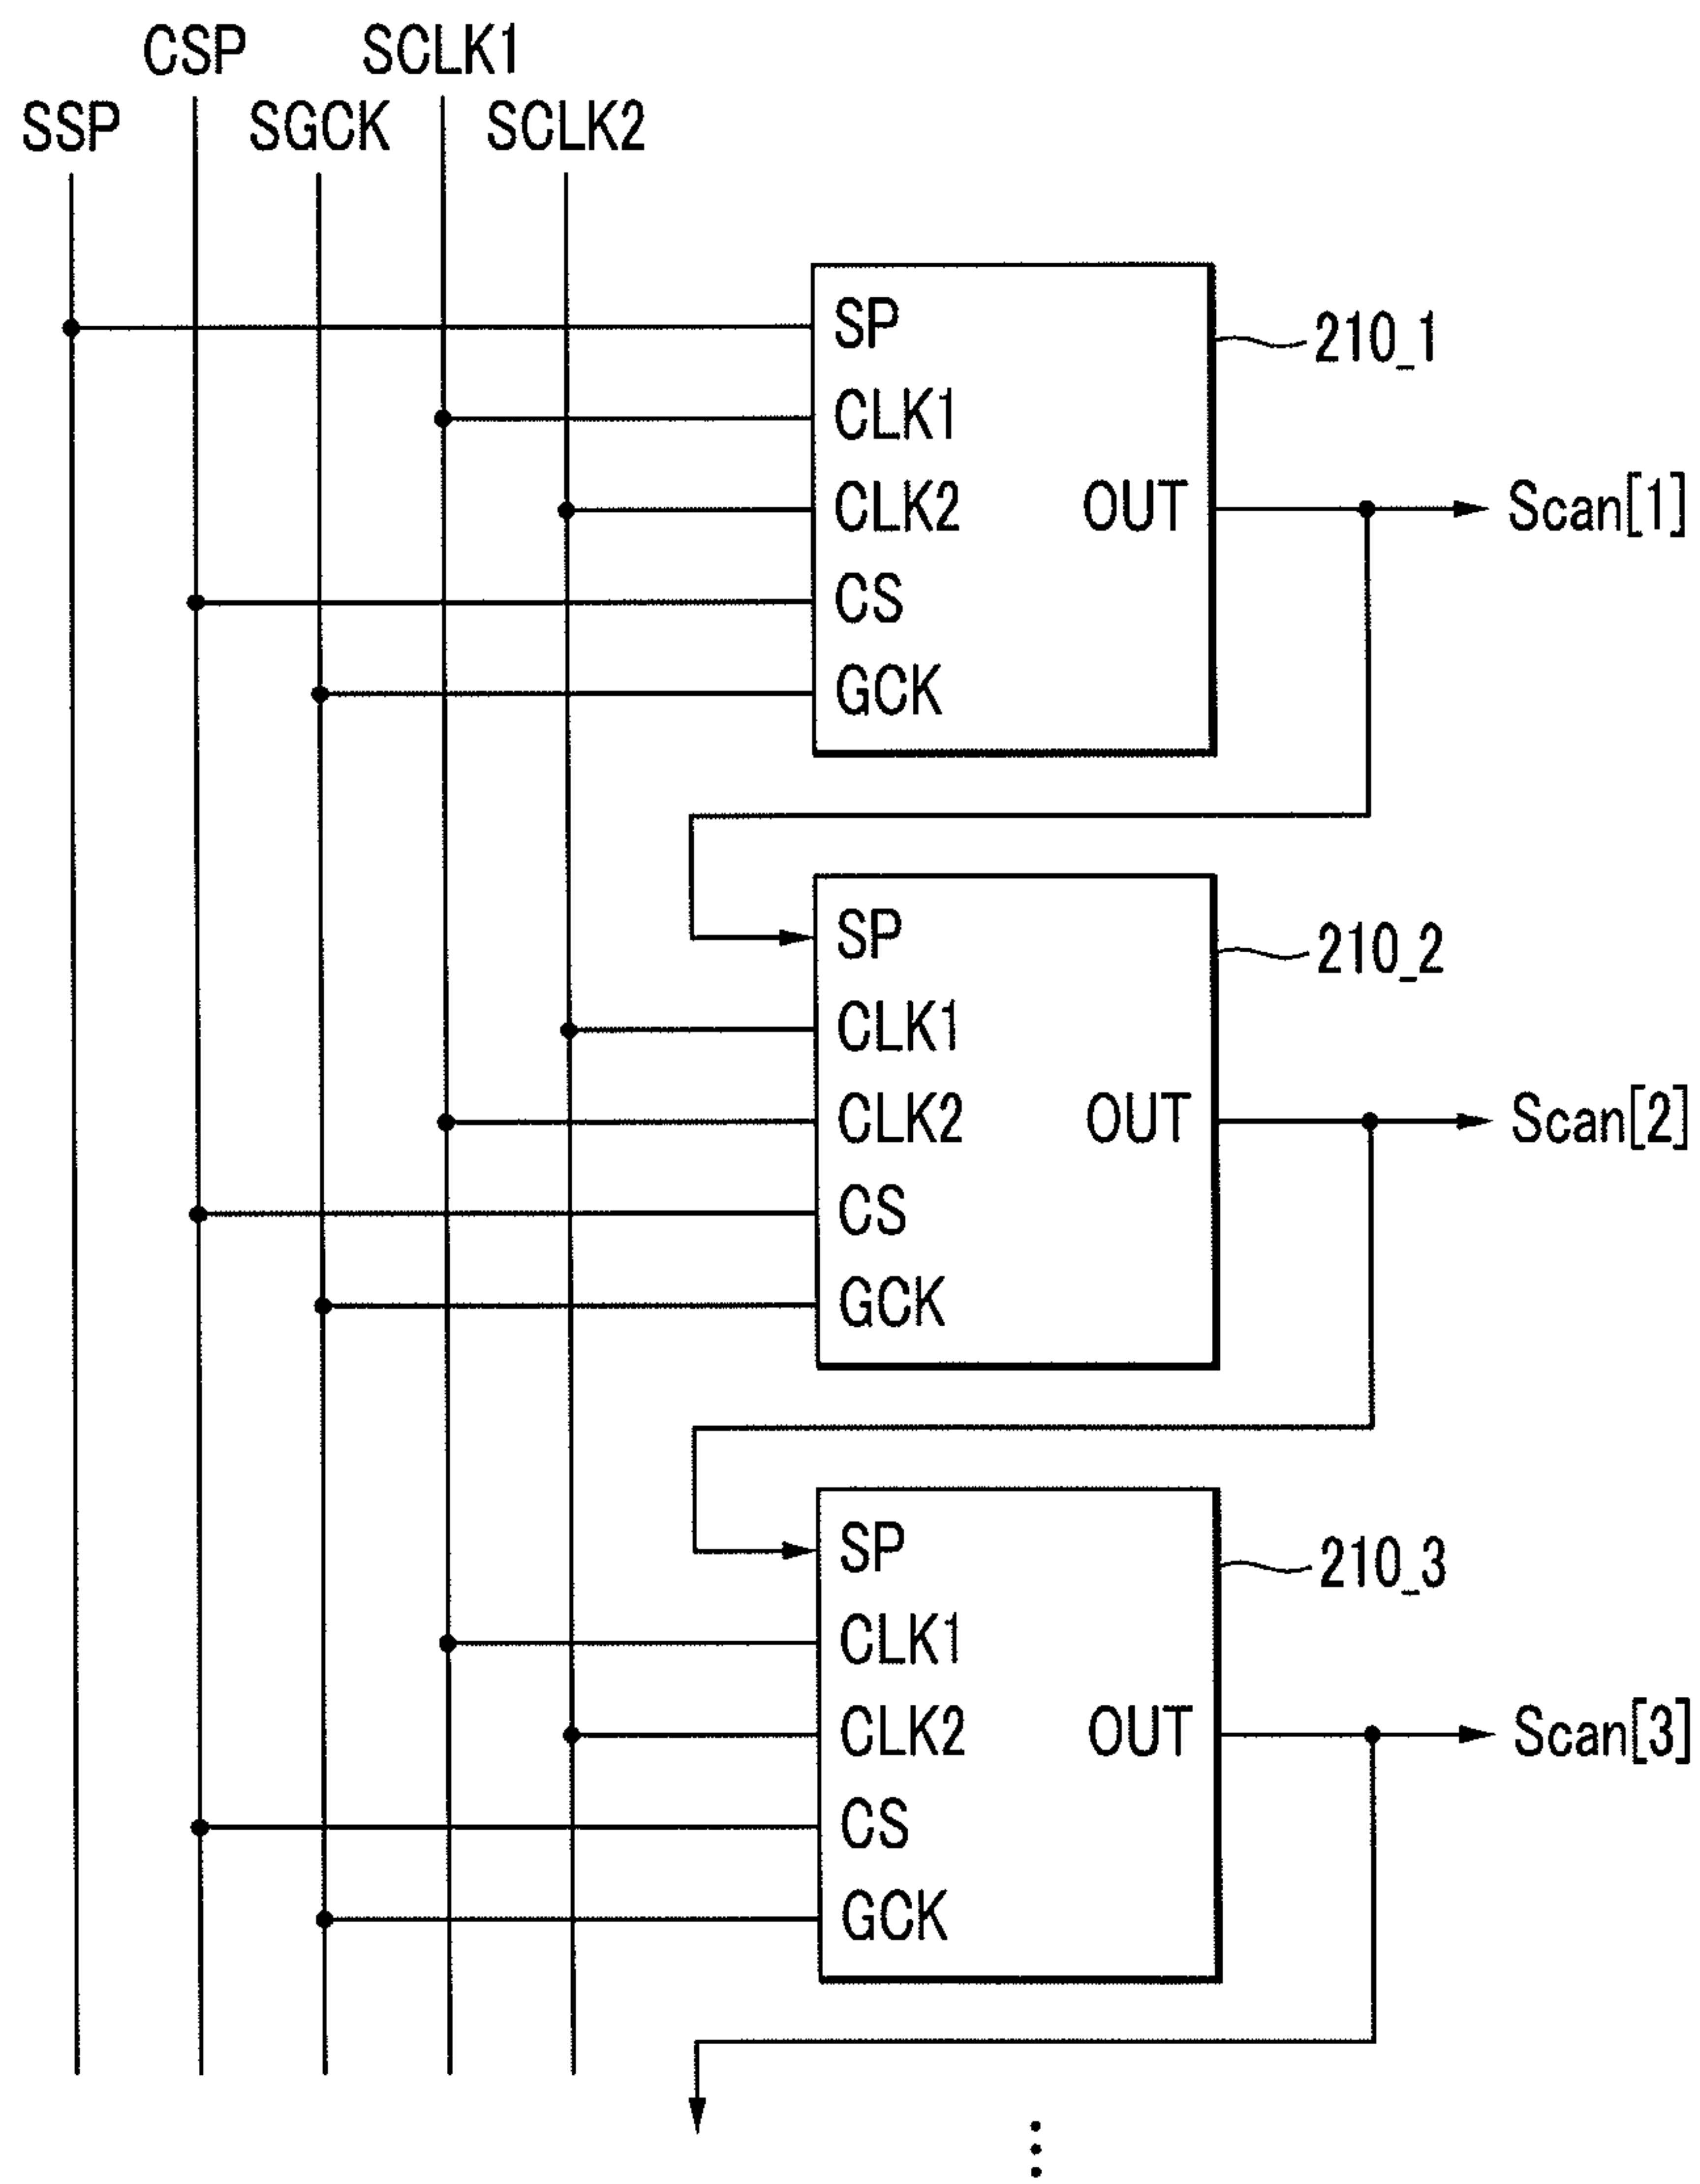 CSP SCLK1
SSP SGCK SCLK2
SP
210_1
CLK1
CLK2 OUT Scan[1]
CS
GCK
SP
210_2
CLK1
CLK2 OUT Scan[2]
CS
GCK
SP
210_3
CLK1
CLK2 OUT Scan[3]
CS
GCK